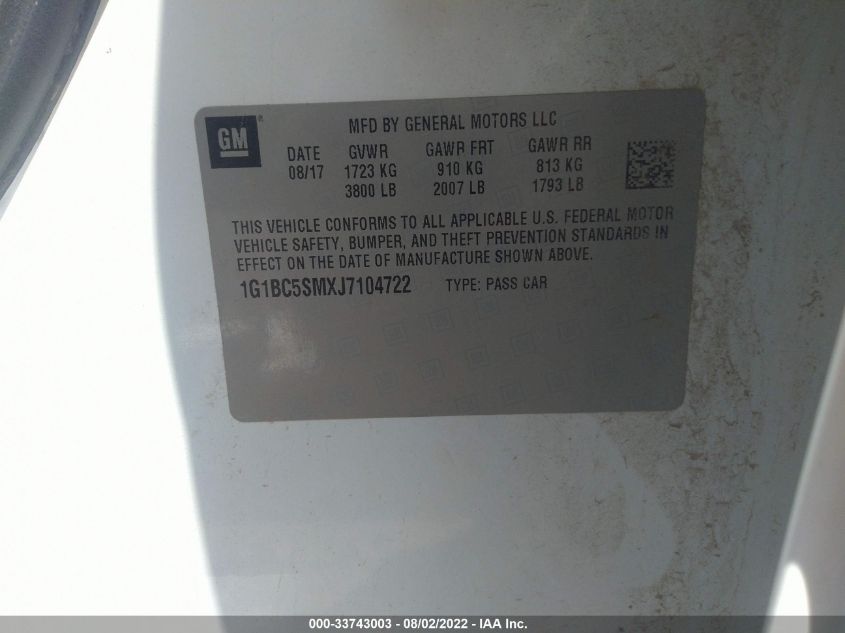 GM ®
MFD BY GENERAL MOTORS LLC
DATE GVWR GAWR FRT GAWR RR
08/17 1723 KG 910 KG 813 KG
3800 LB 2007 LB 1793 LB
THIS VEHICLE CONFORMS TO ALL APPLICABLE U.S. FEDERAL MOTOR
VEHICLE SAFETY, BUMPER, AND THEFT PREVENTION STANDARDS IN
EFFECT ON THE DATE OF MANUFACTURE SHOWN ABOVE.
1G1BC5SMXJ7104722 TYPE: PASS CAR
000-33743003 - 08/02/2022 - IAA Inc.